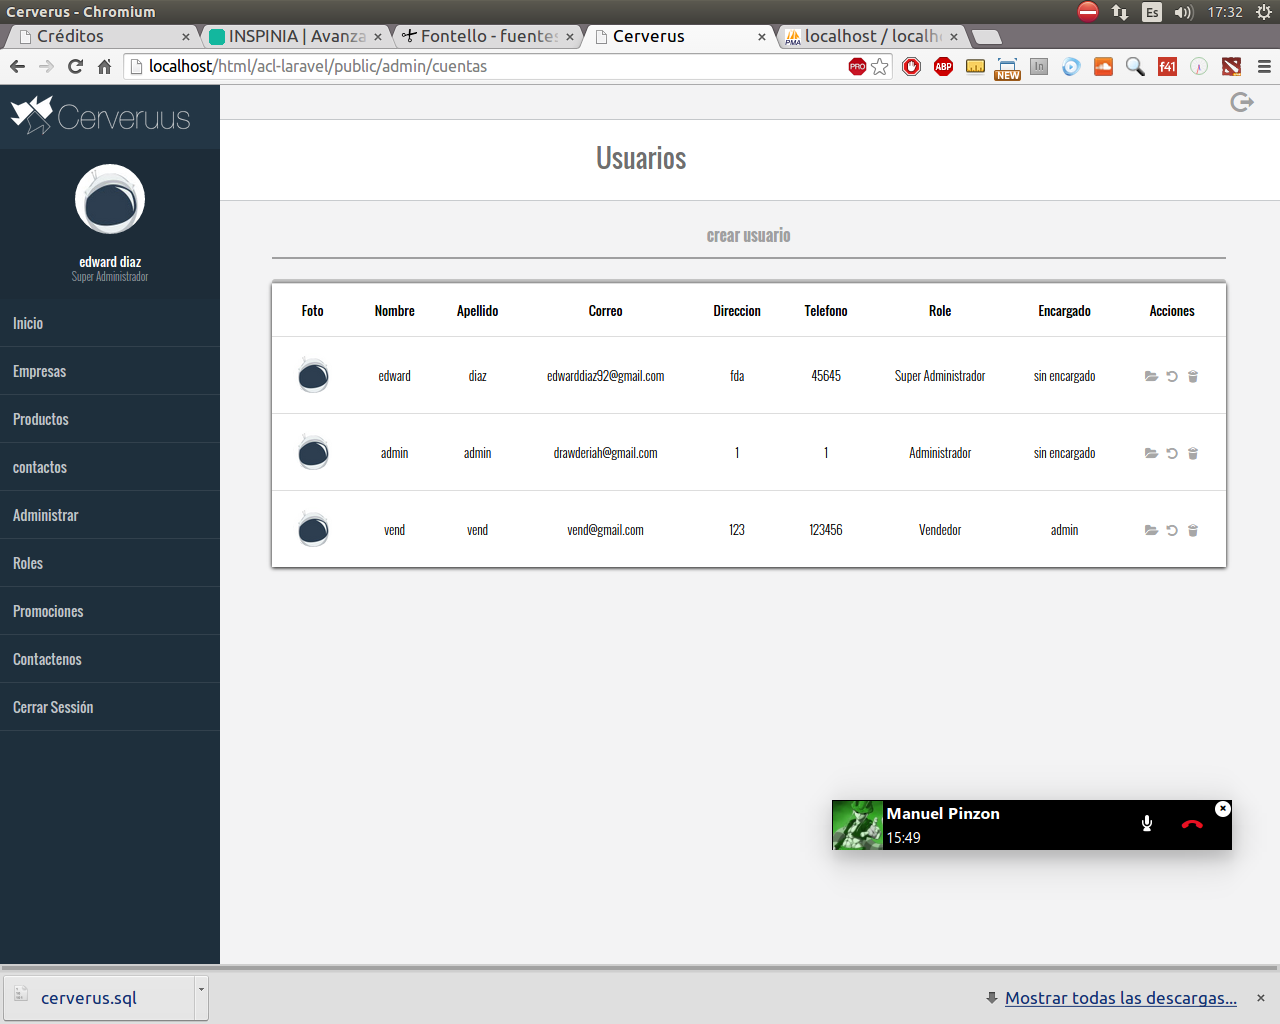 Cerverus - Chromium
Es
17:32
Créditos
INSPINIA | Avanza
Fontello - fuentes
Cerverus
localhost / localh
localhost/html/acl-laravel/public/admin/cuentas
PRO
ABP
NEW
In
f41
Cerveruus
edward diaz
Super Administrador
Inicio
Empresas
Productos
contactos
Administrar
Roles
Promociones
Contactenos
Cerrar Sessión
Usuarios
crear usuario
Foto Nombre Apellido Correo Direccion Telefono Role Encargado Acciones
edward diaz edwarddiaz92@gmail.com fda 45645 Super Administrador sin encargado
admin admin drawderiah@gmail.com 1 1 Administrador sin encargado
vend vend vend@gmail.com 123 123456 Vendedor admin
Manuel Pinzon
15:49
cerverus.sql
Mostrar todas las descargas...